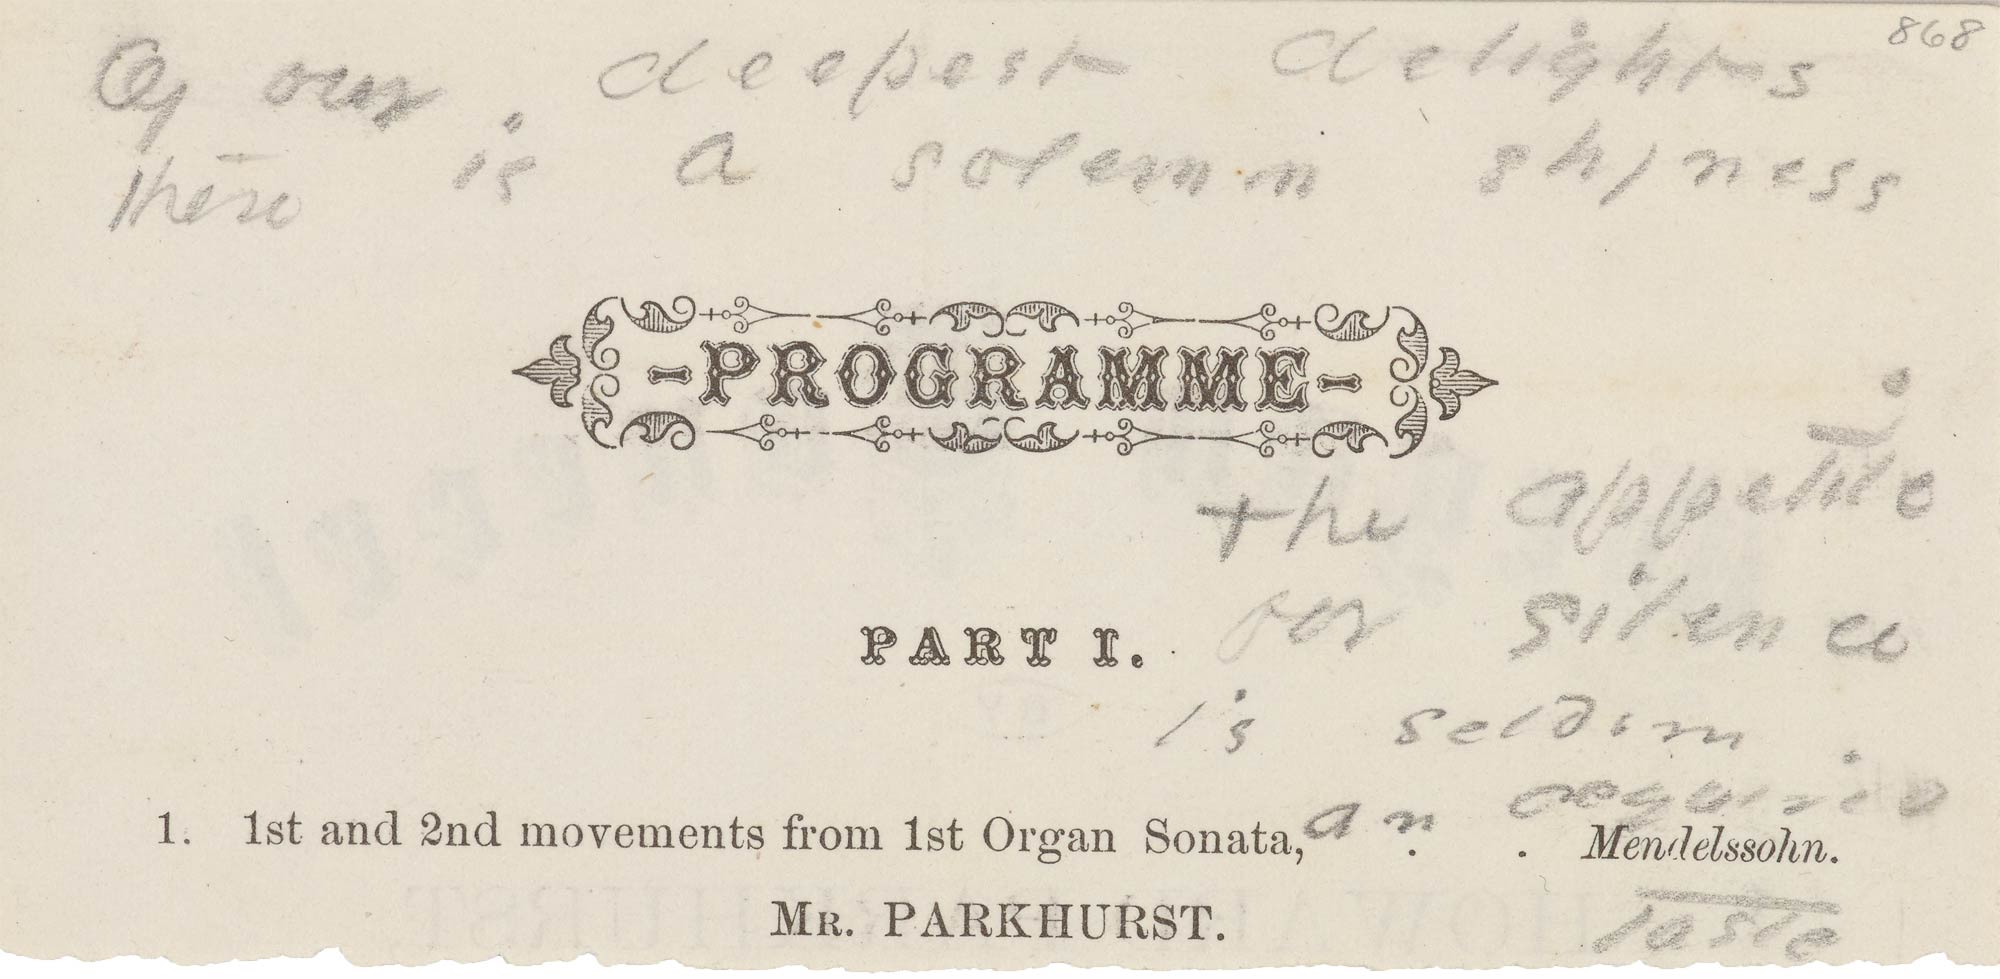 868
Of our deepest delights
there is a solemn shyness
-PROGRAMME-
the appetite
for silence
is seldom
an acquired
taste
PART I.
1. 1st and 2nd movements from 1st Organ Sonata, . . Mendelssohn.
MR. PARKHURST.